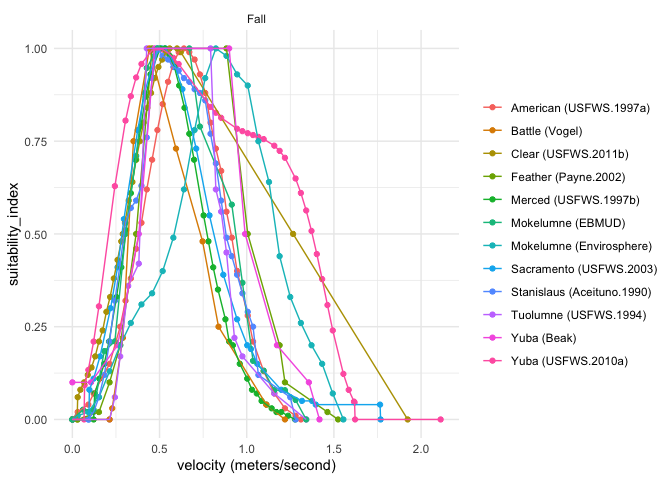 Fall
1.00
0.75
0.50
0.25
0.00
suitability_index
0.0
0.5
1.0
1.5
2.0
velocity (meters/second)
American (USFWS.1997a)
Battle (Vogel)
Clear (USFWS.2011b)
Feather (Payne.2002)
Merced (USFWS.1997b)
Mokelumne (EBMUD)
Mokelumne (Envirosphere)
Sacramento (USFWS.2003)
Stanislaus (Aceituno.1990)
Tuolumne (USFWS.1994)
Yuba (Beak)
Yuba (USFWS.2010a)